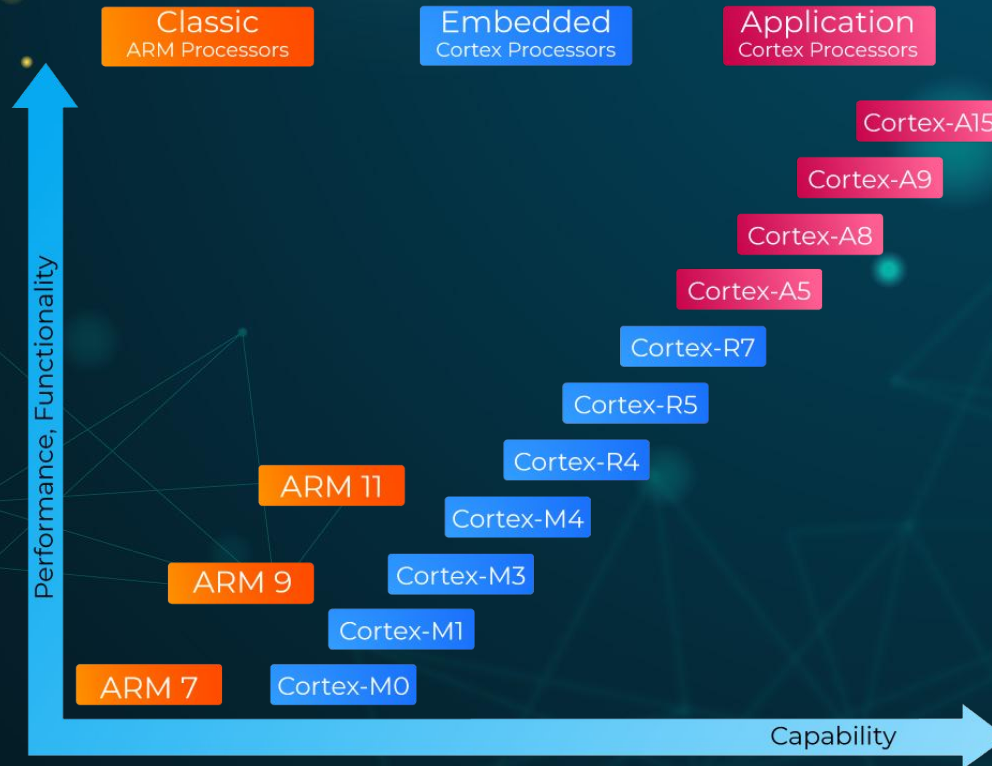 Classic
ARM Processors
Embedded
Cortex Processors
Application
Cortex Processors
Cortex-A15
Cortex-A9
Cortex-A8
Cortex-A5
Cortex-R7
Cortex-R5
Cortex-R4
ARM 11
Cortex-M4
Cortex-M3
ARM 9
Cortex-M1
ARM 7
Cortex-M0
Performance, Functionality
Capability